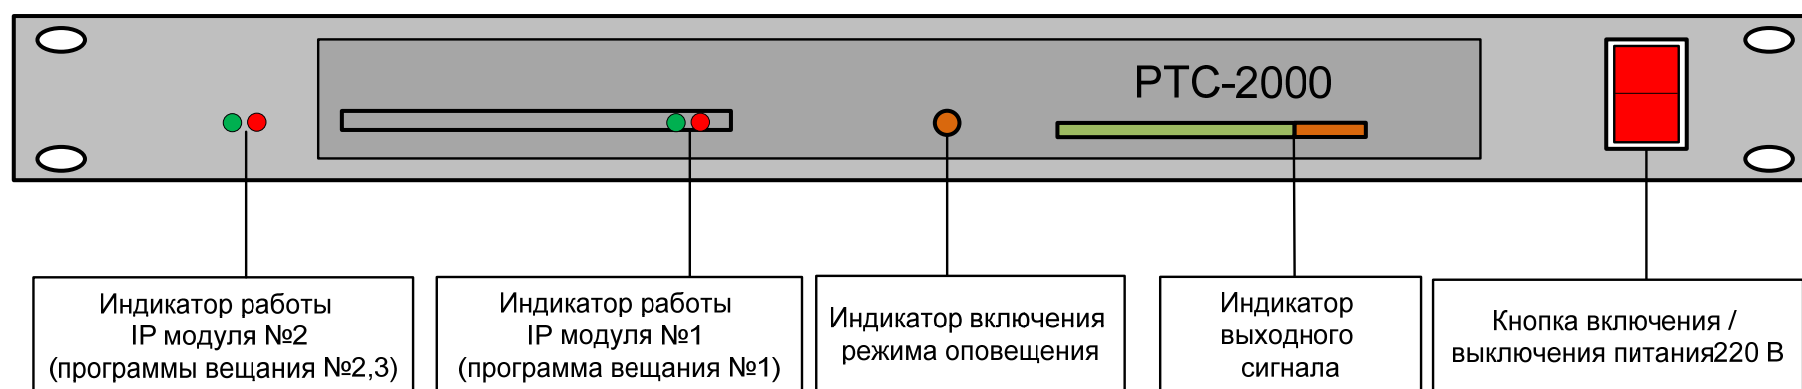 РТС-2000
Индикатор работы
IP модуля №2
(программы вещания №2,3)
Индикатор работы
IP модуля №1
(программа вещания №1)
Индикатор включения
режима оповещения
Индикатор
выходного
сигнала
Кнопка включения /
выключения питания220 В